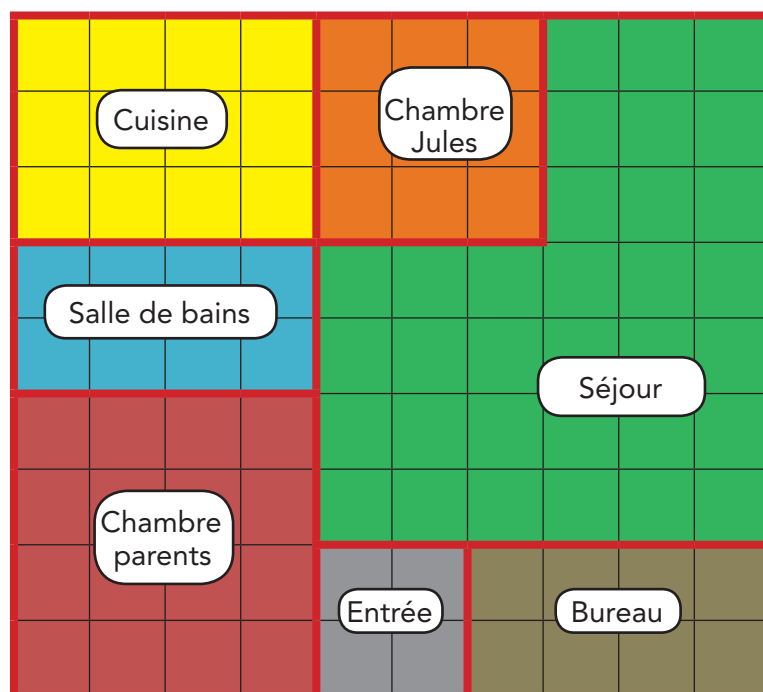 Cuisine
Chambre
Jules
Salle de bains
Séjour
Chambre
parents
Entrée
Bureau